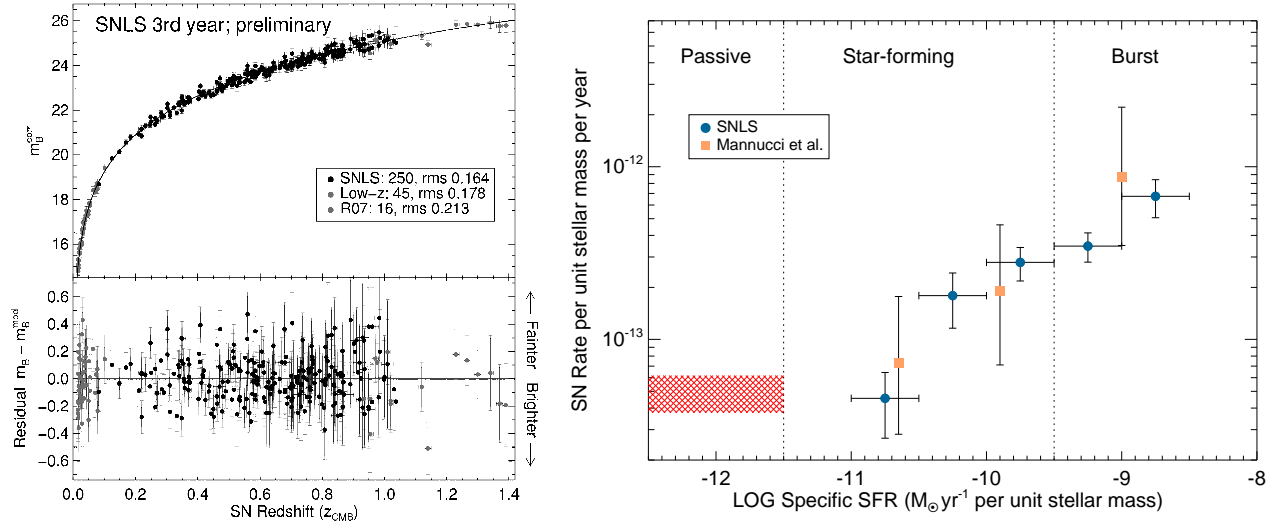 SNLS 3rd year; preliminary
26
24
22
20
18
16
m_B^corr
SNLS: 250, rms 0.164
Low-z: 45, rms 0.178
R07: 16, rms 0.213
0.6
0.4
0.2
0.0
−0.2
−0.4
−0.6
Residual m_B − m_B^mod
← Brighter Fainter →
0.0 0.2 0.4 0.6 0.8 1.0 1.2 1.4
SN Redshift (z_CMB)
Passive Star-forming Burst
SNLS
Mannucci et al.
10^-12
10^-13
SN Rate per unit stellar mass per year
-12 -11 -10 -9 -8
LOG Specific SFR (M_⊙yr^-1 per unit stellar mass)